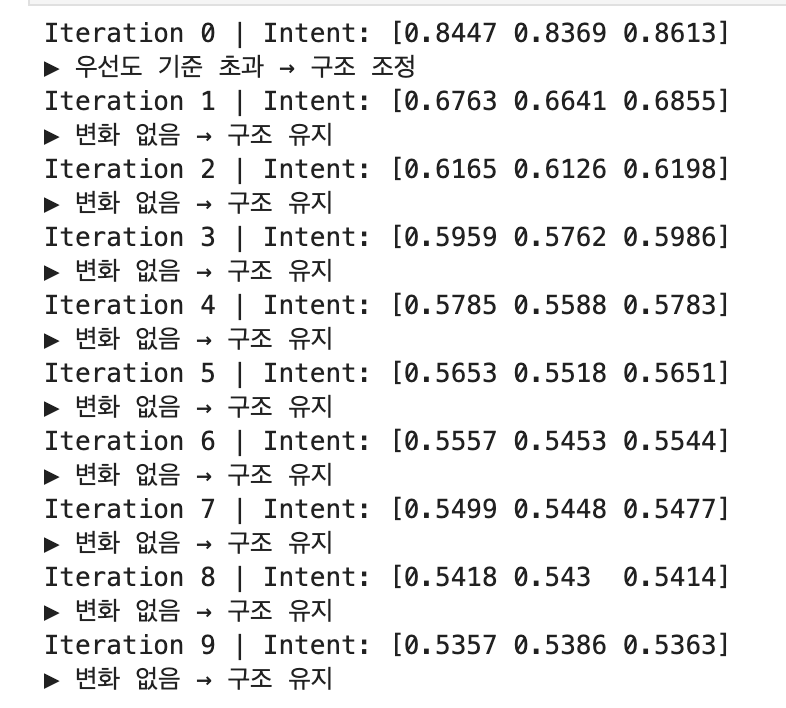 Iteration 0 | Intent: [0.8447 0.8369 0.8613]
▶ 우선도 기준 초과 → 구조 조정
Iteration 1 | Intent: [0.6763 0.6641 0.6855]
▶ 변화 없음 → 구조 유지
Iteration 2 | Intent: [0.6165 0.6126 0.6198]
▶ 변화 없음 → 구조 유지
Iteration 3 | Intent: [0.5959 0.5762 0.5986]
▶ 변화 없음 → 구조 유지
Iteration 4 | Intent: [0.5785 0.5588 0.5783]
▶ 변화 없음 → 구조 유지
Iteration 5 | Intent: [0.5653 0.5518 0.5651]
▶ 변화 없음 → 구조 유지
Iteration 6 | Intent: [0.5557 0.5453 0.5544]
▶ 변화 없음 → 구조 유지
Iteration 7 | Intent: [0.5499 0.5448 0.5477]
▶ 변화 없음 → 구조 유지
Iteration 8 | Intent: [0.5418 0.543  0.5414]
▶ 변화 없음 → 구조 유지
Iteration 9 | Intent: [0.5357 0.5386 0.5363]
▶ 변화 없음 → 구조 유지